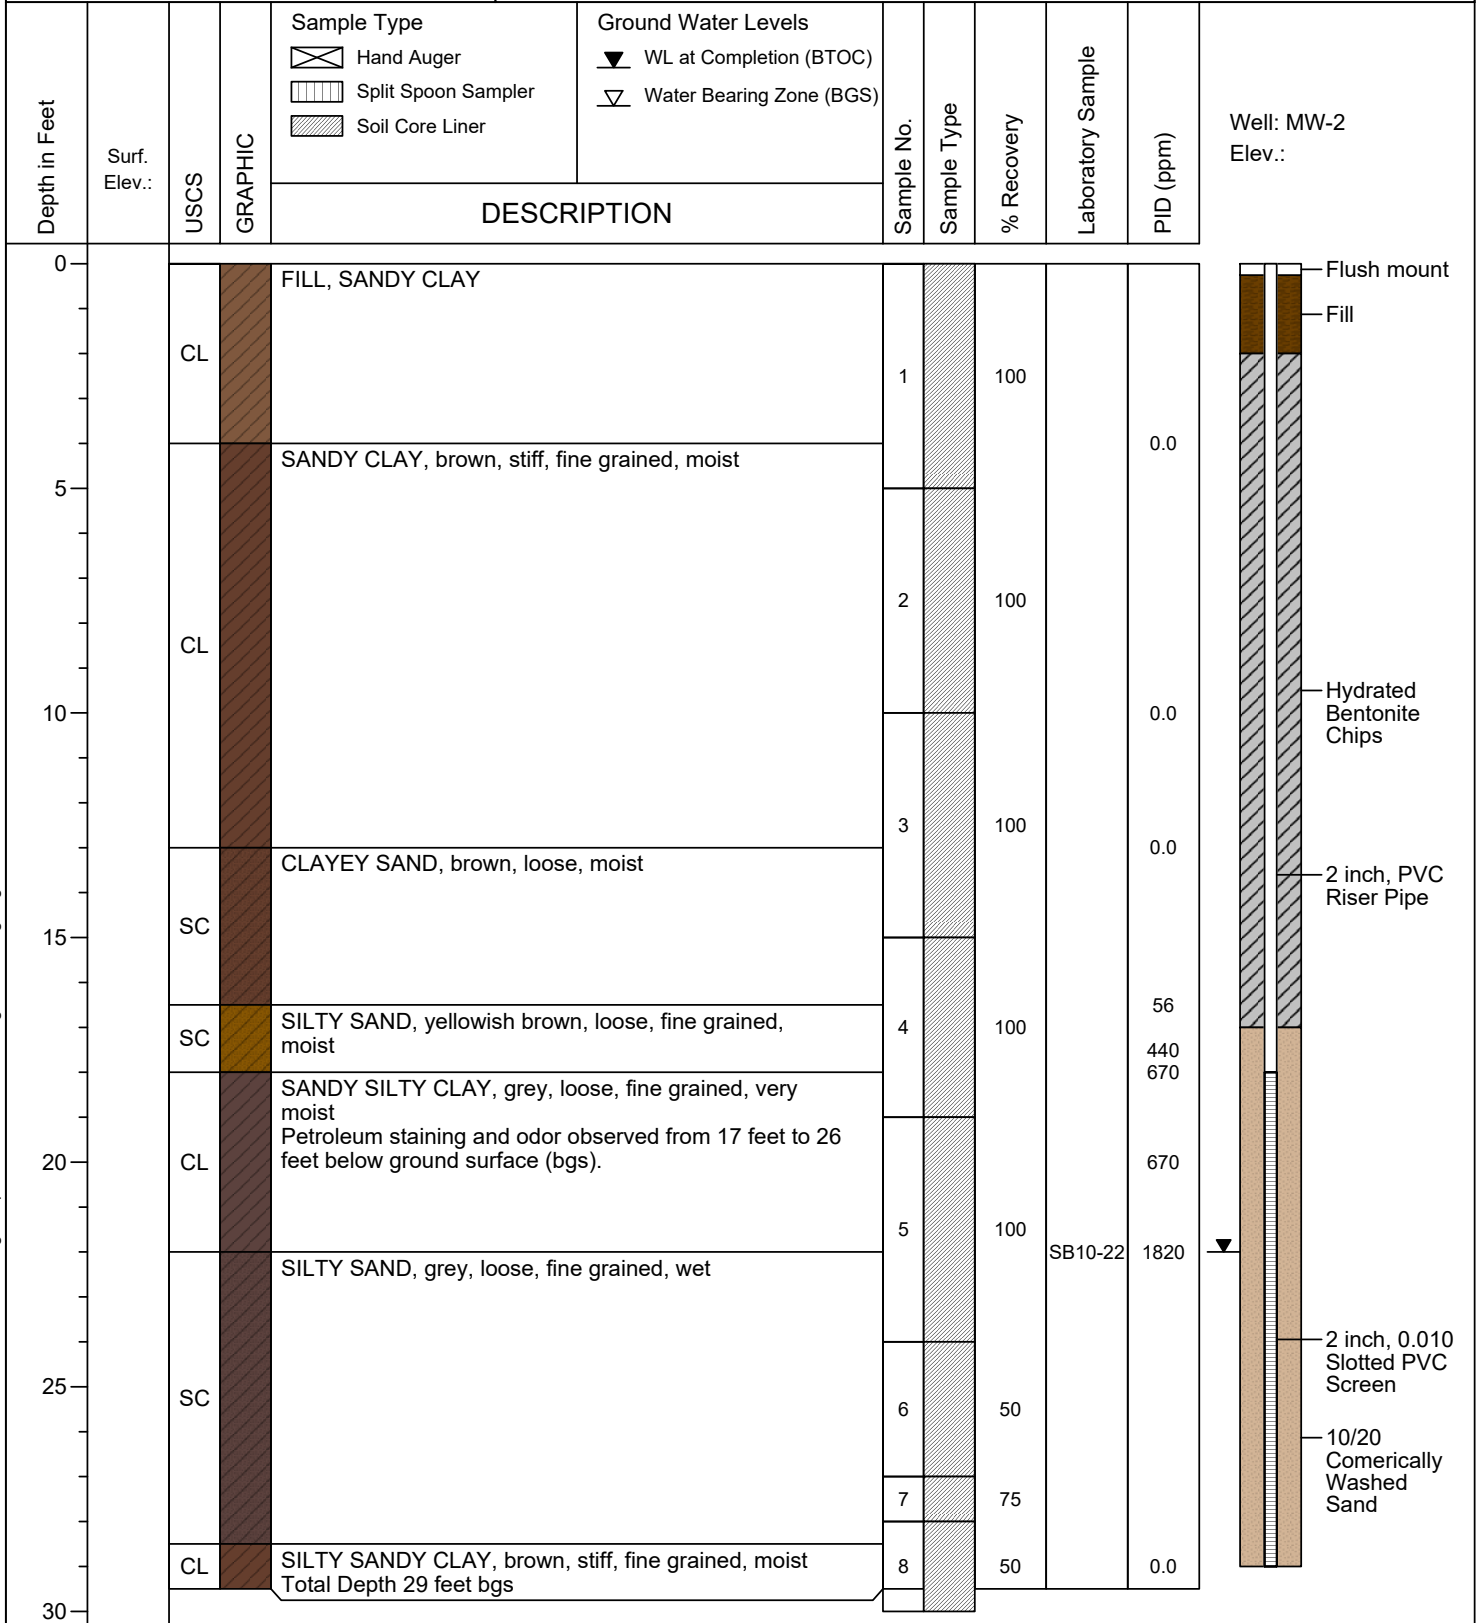 Sample Type
Hand Auger
Split Spoon Sampler
Soil Core Liner
Ground Water Levels
WL at Completion (BTOC)
Water Bearing Zone (BGS)
Depth in Feet
Surf.
Elev.:
USCS
GRAPHIC
DESCRIPTION
Sample No.
Sample Type
% Recovery
Laboratory Sample
PID (ppm)
Well: MW-2
Elev.:
0
FILL, SANDY CLAY
Flush mount
Fill
CL
1
100
0.0
SANDY CLAY, brown, stiff, fine grained, moist
5
2
100
CL
Hydrated
Bentonite
Chips
10
0.0
3
100
0.0
CLAYEY SAND, brown, loose, moist
2 inch, PVC
Riser Pipe
SC
15
56
SILTY SAND, yellowish brown, loose, fine grained,
moist
SC
4
100
440
670
SANDY SILTY CLAY, grey, loose, fine grained, very
moist
Petroleum staining and odor observed from 17 feet to 26
feet below ground surface (bgs).
20
CL
670
5
100
SB10-22
1820
SILTY SAND, grey, loose, fine grained, wet
2 inch, 0.010
Slotted PVC
Screen
25
SC
6
50
10/20
Comerically
Washed
Sand
7
75
SILTY SANDY CLAY, brown, stiff, fine grained, moist
Total Depth 29 feet bgs
CL
8
50
0.0
30